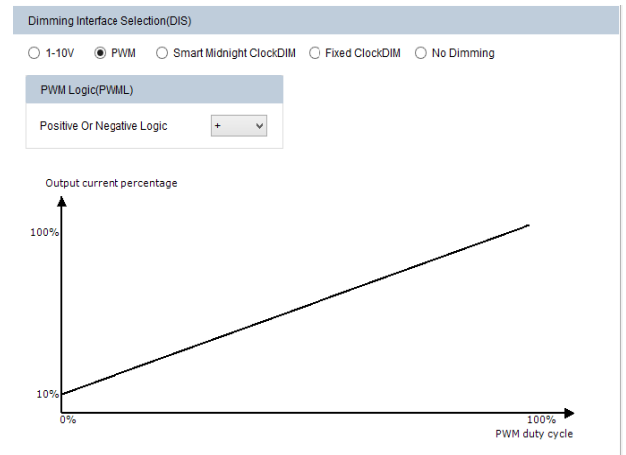 Dimming Interface Selection(DIS)
1-10V PWM Smart Midnight ClockDIM Fixed ClockDIM No Dimming
PWM Logic(PWML)
Positive Or Negative Logic +
Output current percentage
100%
10%
0% 100%
PWM duty cycle